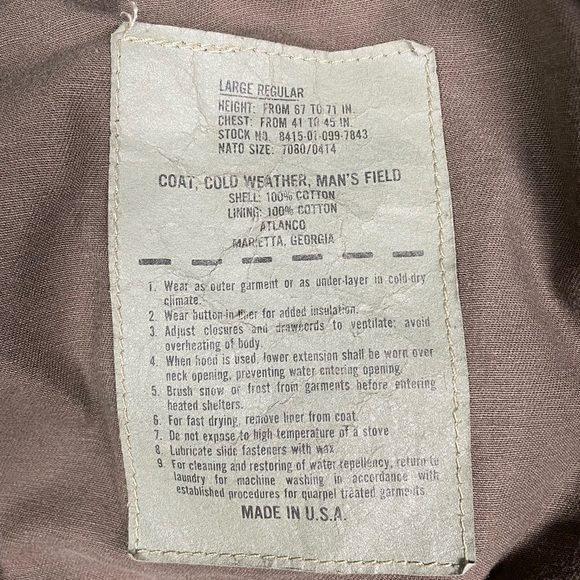 LARGE REGULAR
HEIGHT: FROM 67 TO 71 IN.
CHEST: FROM 41 TO 45 IN.
STOCK NO. 8415-01-099-7843
NATO SIZE: 7080/0414
COAT, COLD WEATHER, MAN'S FIELD
SHELL: 100% COTTON
LINING: 100% COTTON
ATLANCO
MARIETTA, GEORGIA
1. Wear as outer garment or as under-layer in cold-dry
climate.
2. Wear button-in liner for added insulation.
3. Adjust closures and drawkords to ventilate; avoid
overheating of body.
4. When hood is used, lower extension shall be worn over
neck opening, preventing water entering opening.
5. Brush snow or frost from garments before entering
heated shelters.
6. For fast drying, remove liner from coat.
7. Do not expose to high temperature of a stove
8. Lubricate slide fasteners with wax
9. For cleaning and restoring of water repellency, return to
laundry for machine washing in accordance with
established procedures for quarpel treated garments
MADE IN U.S.A.